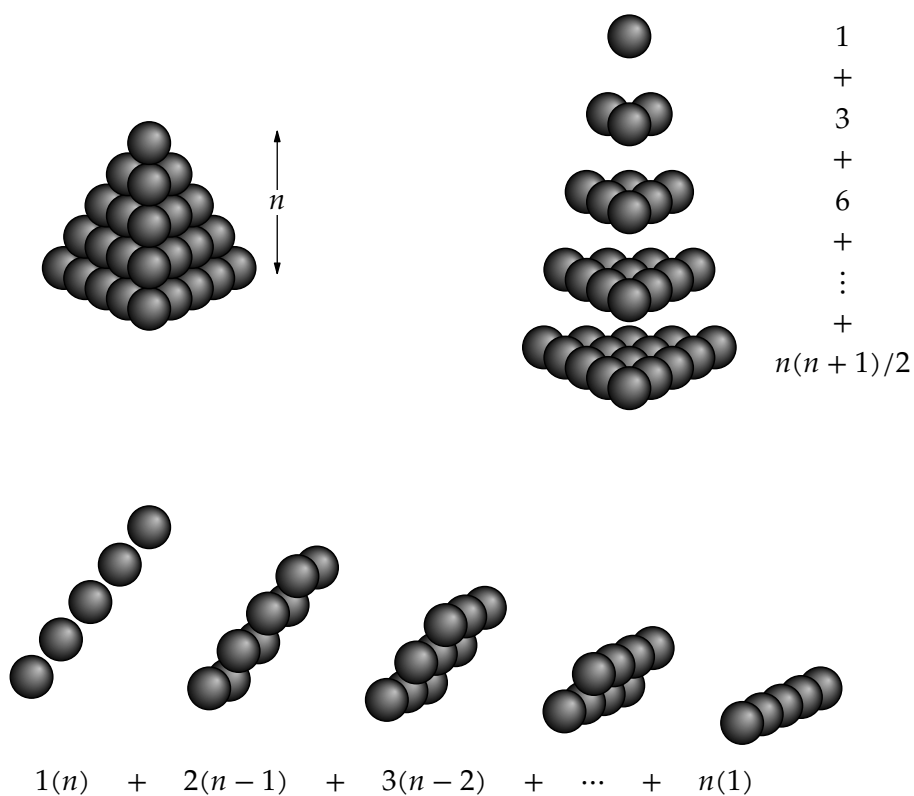 1
+
3
+
n
6
+
⋮
+
n(n + 1)/2
1(n) + 2(n − 1) + 3(n − 2) + ⋯ + n(1)